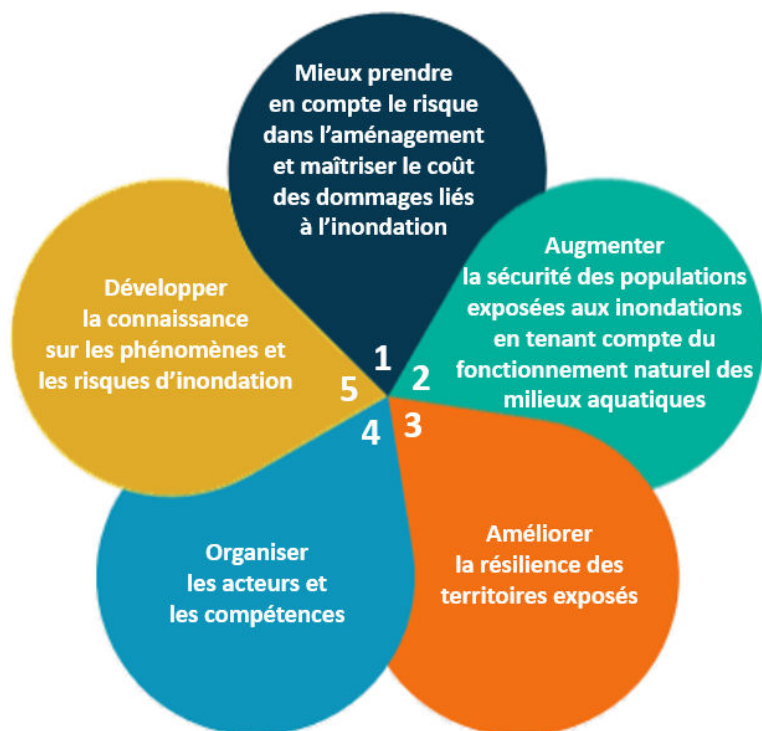 Mieux prendre
en compte le risque
dans l’aménagement
et maîtriser le coût
des dommages liés
à l’inondation
1
Augmenter
la sécurité des populations
exposées aux inondations
en tenant compte du
fonctionnement naturel des
milieux aquatiques
2
Améliorer
la résilience des
territoires exposés
3
Organiser
les acteurs et
les compétences
4
Développer
la connaissance
sur les phénomènes et
les risques d’inondation
5